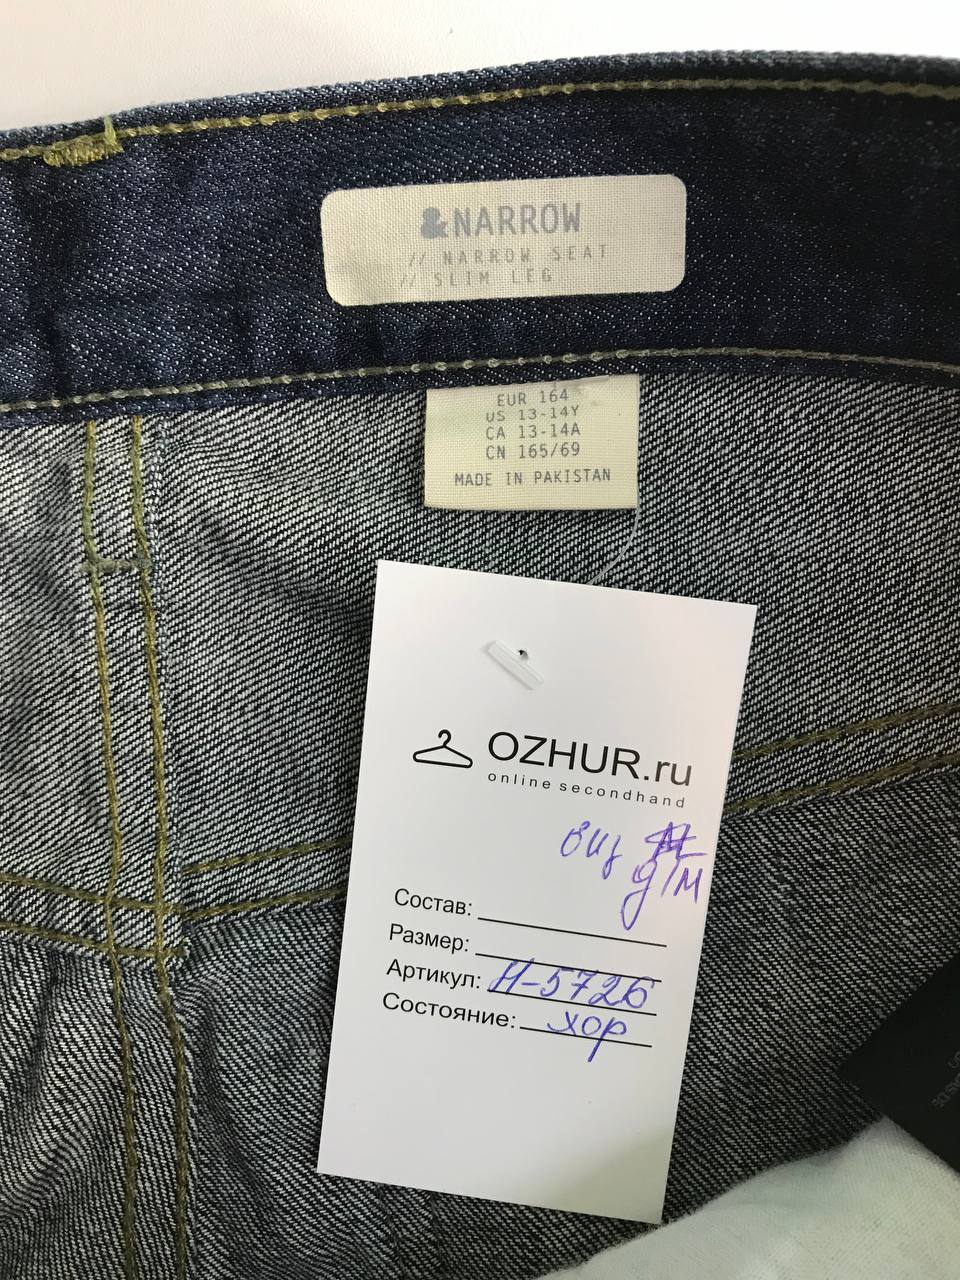 &NARROW
// NARROW SEAT
// SLIM LEG
EUR 164
US 13-14Y
CA 13-14A
CN 165/69
MADE IN PAKISTAN
OZHUR.ru
online secondhand
д/м
Состав:
Размер:
Артикул: Н-5726
Состояние: хор